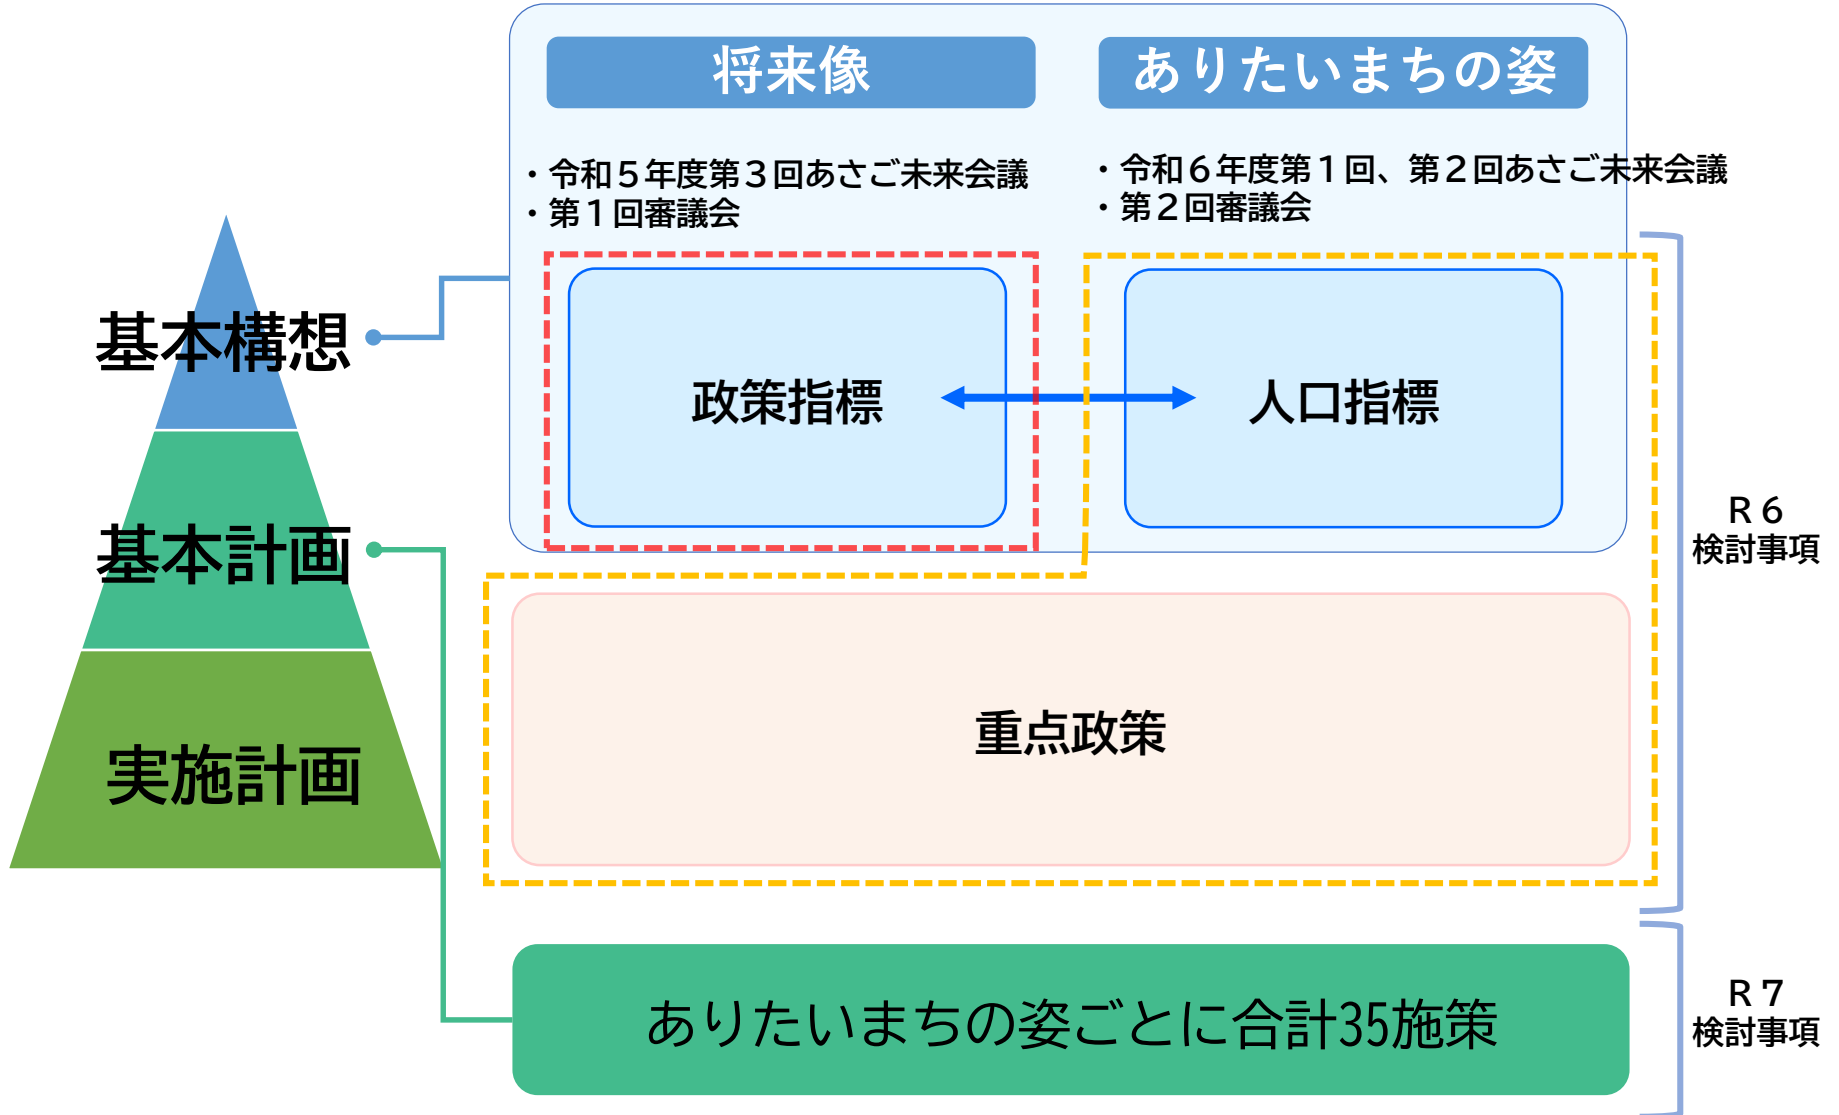 将来像
ありたいまちの姿
・令和５年度第３回あさご未来会議
・第１回審議会
・令和６年度第１回、第２回あさご未来会議
・第２回審議会
基本構想
政策指標
人口指標
基本計画
Ｒ６
検討事項
重点政策
実施計画
ありたいまちの姿ごとに合計35施策
Ｒ７
検討事項